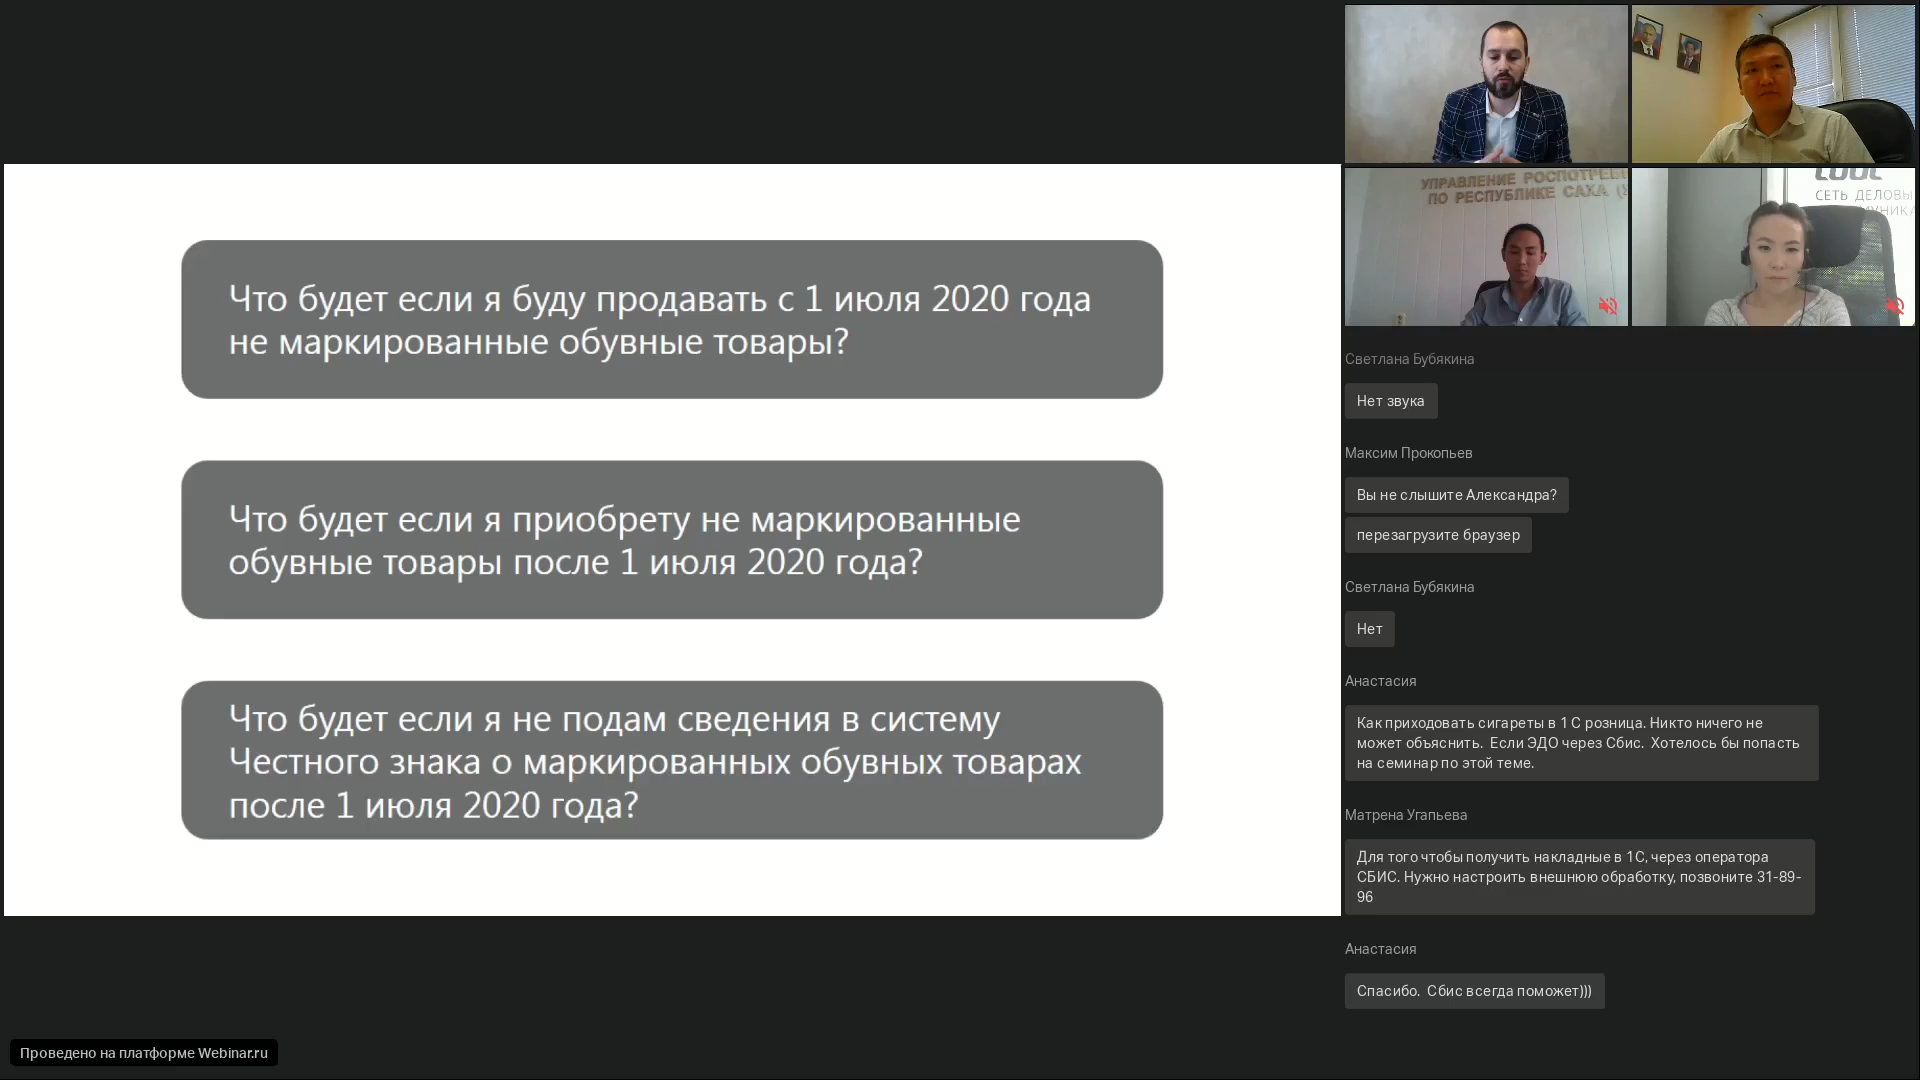 Что будет если я буду продавать с 1 июля 2020 года
не маркированные обувные товары?
Что будет если я приобрету не маркированные
обувные товары после 1 июля 2020 года?
Что будет если я не подам сведения в систему
Честного знака о маркированных обувных товарах
после 1 июля 2020 года?
УПРАВЛЕНИЕ РОСПОТРЕБ
ПО РЕСПУБЛИКЕ САХА (
СЕТЬ ДЕЛОВЫ
Светлана Бубякина
Нет звука
Максим Прокопьев
Вы не слышите Александра?
перезагрузите браузер
Светлана Бубякина
Нет
Анастасия
Как приходовать сигареты в 1 С розница. Никто ничего не
может объяснить. Если ЭДО через Сбис. Хотелось бы попасть
на семинар по этой теме.
Матрена Угапьева
Для того чтобы получить накладные в 1С, через оператора
СБИС. Нужно настроить внешнюю обработку, позвоните 31-89-
96
Анастасия
Спасибо. Сбис всегда поможет)))
Проведено на платформе Webinar.ru